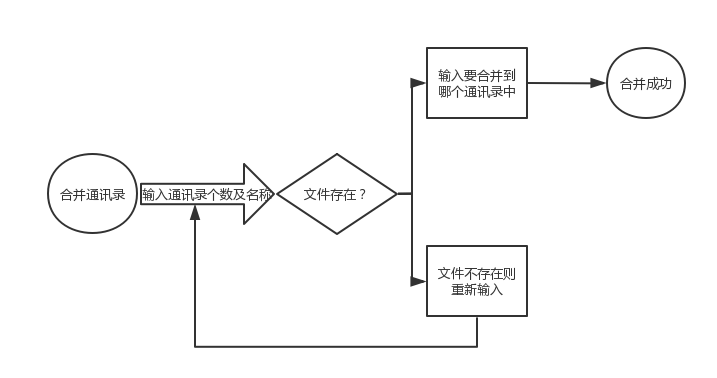 合并通讯录
输入通讯录个数及名称
文件存在？
输入要合并到
哪个通讯录中
合并成功
文件不存在则
重新输入